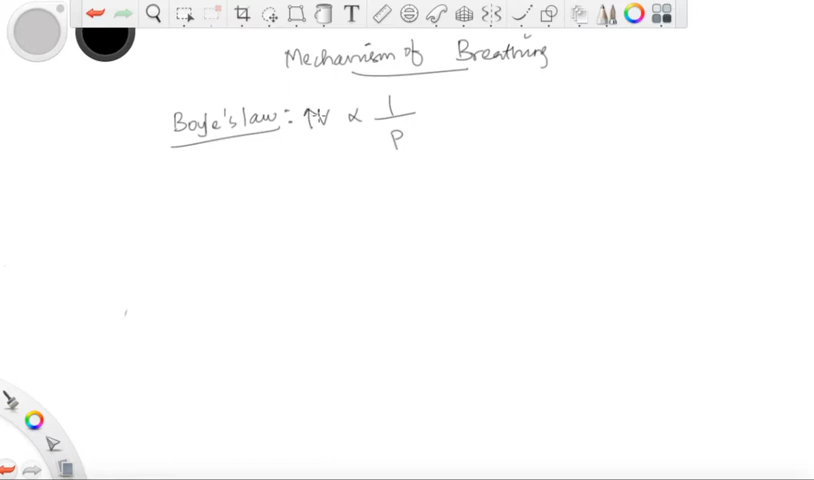 Mechanism of Breathing
Boyle's law : ↑V ∝ 1/P